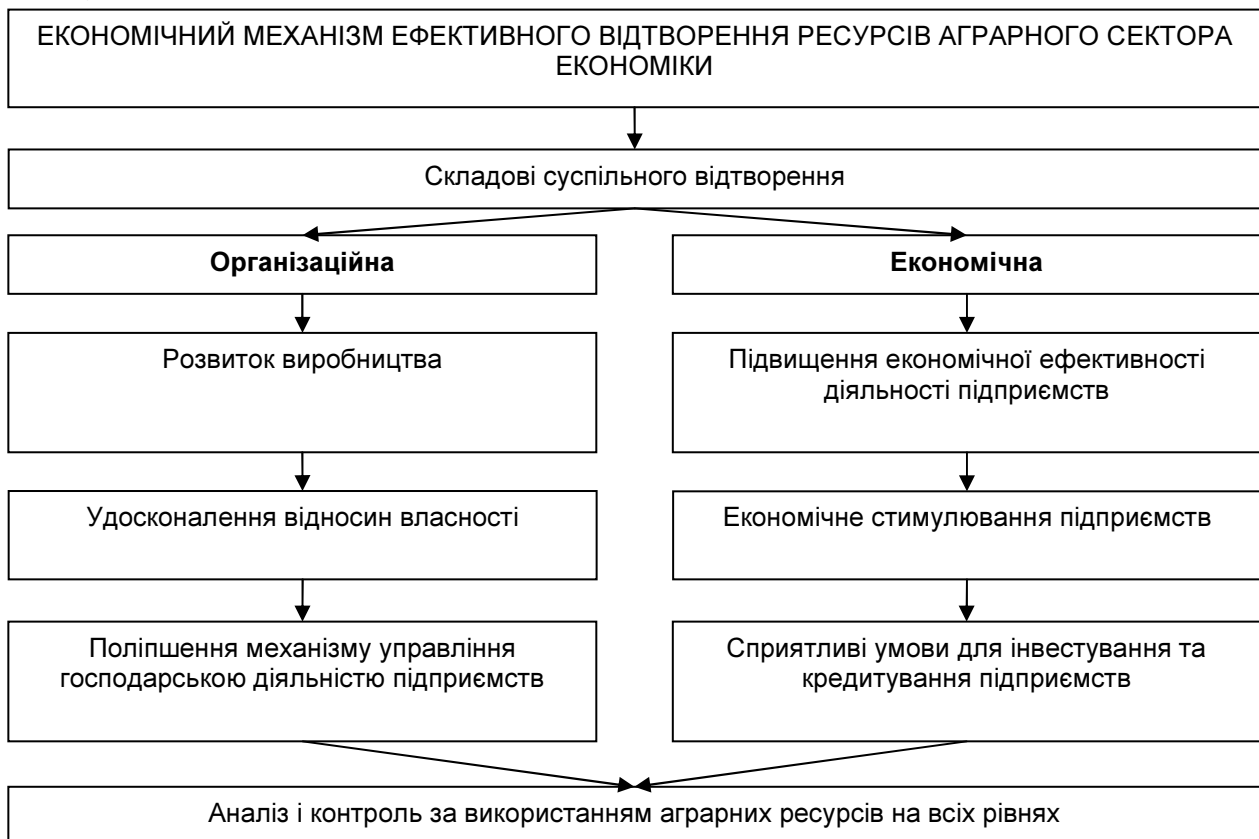 ЕКОНОМІЧНИЙ МЕХАНІЗМ ЕФЕКТИВНОГО ВІДТВОРЕННЯ РЕСУРСІВ АГРАРНОГО СЕКТОРА
ЕКОНОМІКИ
Складові суспільного відтворення
Організаційна
Економічна
Розвиток виробництва
Підвищення економічної ефективності
діяльності підприємств
Удосконалення відносин власності
Економічне стимулювання підприємств
Поліпшення механізму управління
господарською діяльністю підприємств
Сприятливі умови для інвестування та
кредитування підприємств
Аналіз і контроль за використанням аграрних ресурсів на всіх рівнях